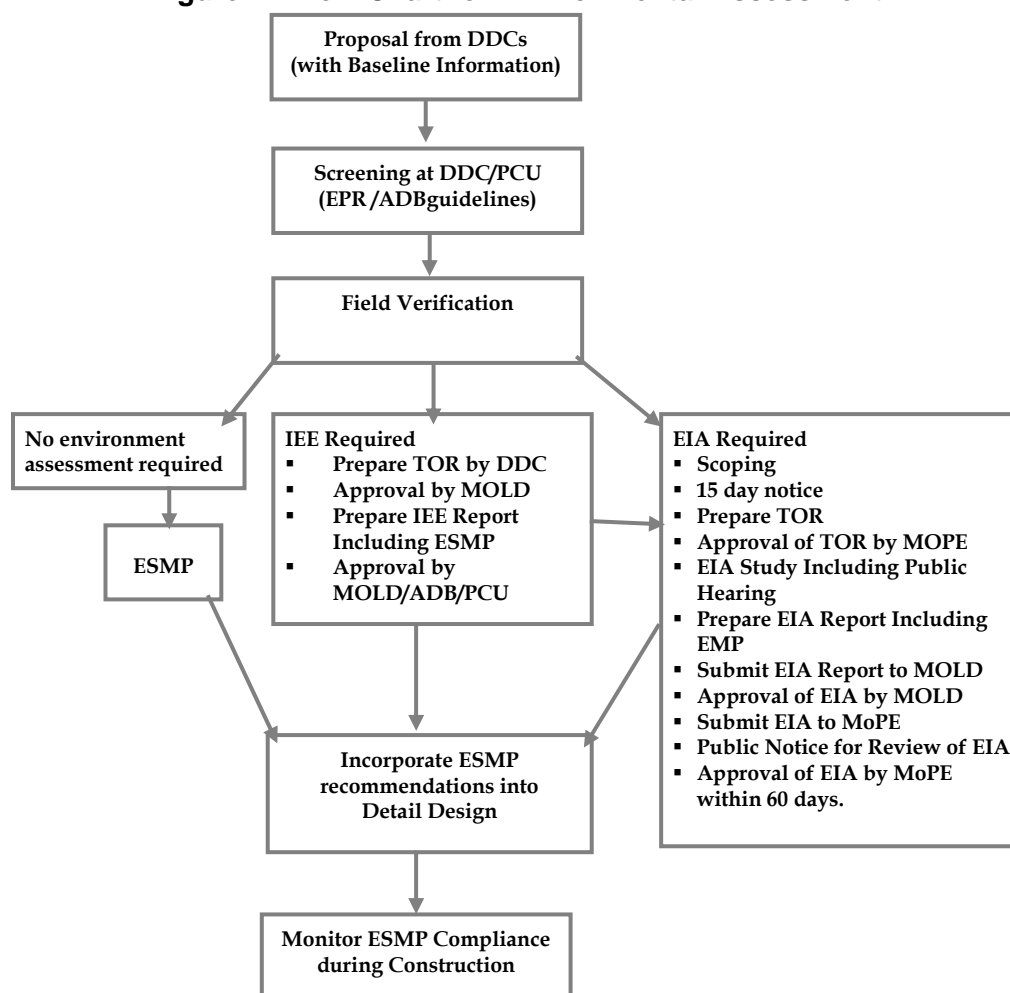 Proposal from DDCs
(with Baseline Information)
Screening at DDC/PCU
(EPR /ADBguidelines)
Field Verification
No environment
assessment required
ESMP
IEE Required
▪ Prepare TOR by DDC
▪ Approval by MOLD
▪ Prepare IEE Report
Including ESMP
▪ Approval by
MOLD/ADB/PCU
EIA Required
▪ Scoping
▪ 15 day notice
▪ Prepare TOR
▪ Approval of TOR by MOPE
▪ EIA Study Including Public
Hearing
▪ Prepare EIA Report Including
EMP
▪ Submit EIA Report to MOLD
▪ Approval of EIA by MOLD
▪ Submit EIA to MoPE
▪ Public Notice for Review of EIA
▪ Approval of EIA by MoPE
within 60 days.
Incorporate ESMP
recommendations into
Detail Design
Monitor ESMP Compliance
during Construction